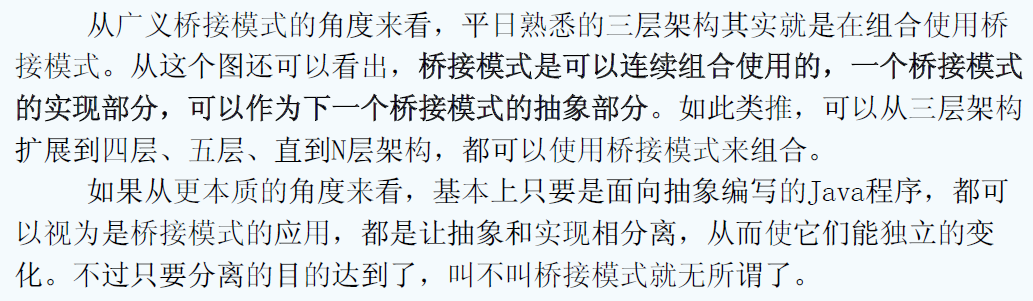 从广义桥接模式的角度来看，平日熟悉的三层架构其实就是在组合使用桥
接模式。从这个图还可以看出，桥接模式是可以连续组合使用的，一个桥接模式
的实现部分，可以作为下一个桥接模式的抽象部分。如此类推，可以从三层架构
扩展到四层、五层、直到N层架构，都可以使用桥接模式来组合。
如果从更本质的角度来看，基本上只要是面向抽象编写的Java程序，都可
以视为是桥接模式的应用，都是让抽象和实现相分离，从而使它们能独立的变
化。不过只要分离的目的达到了，叫不叫桥接模式就无所谓了。